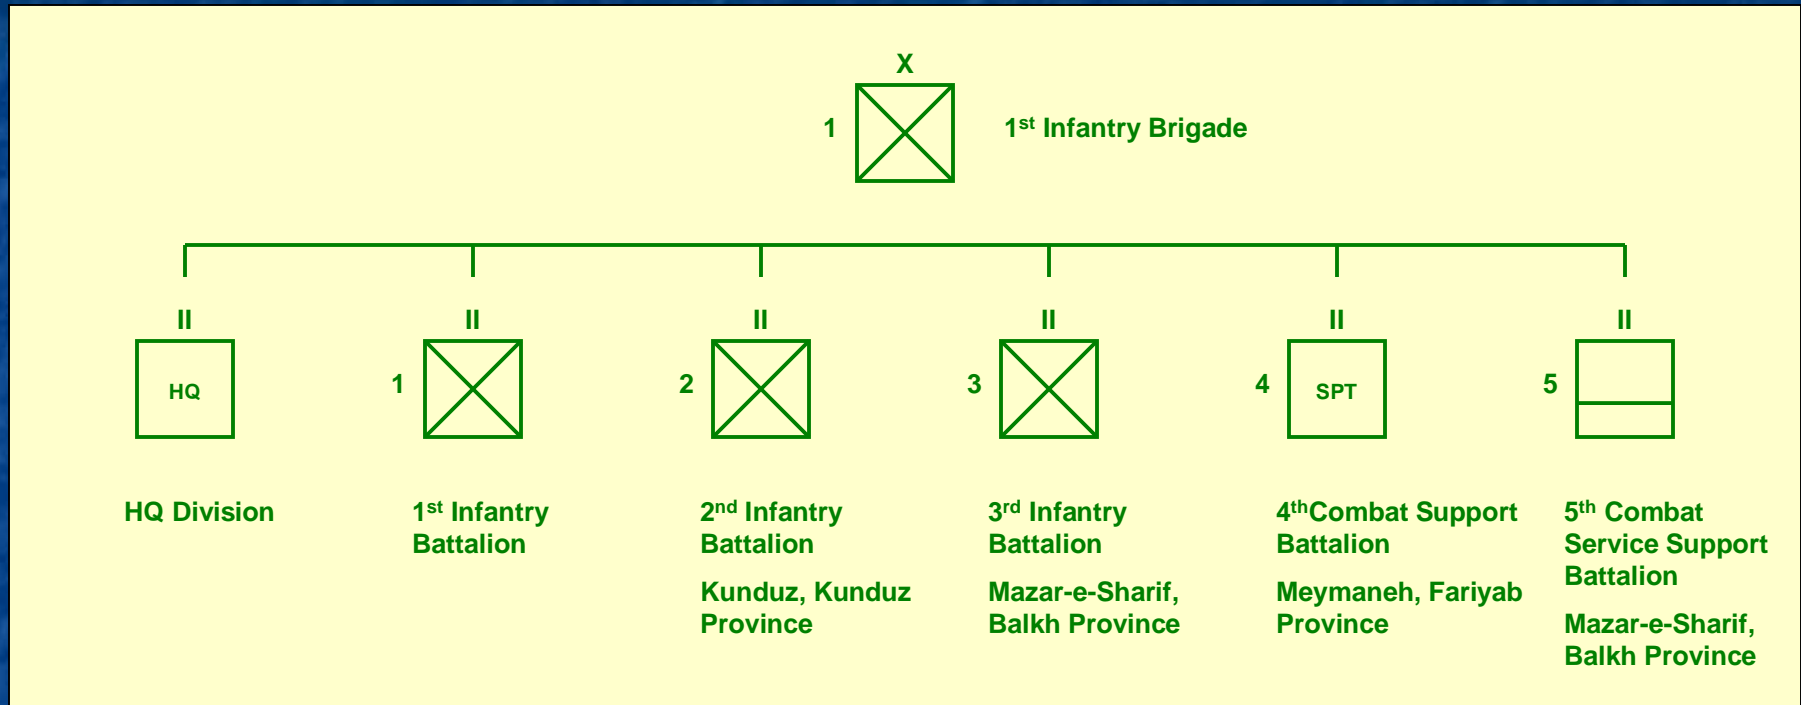 X
1
1st Infantry Brigade
II
II
II
II
II
II
HQ
1
2
3
4
SPT
5
HQ Division
1st Infantry
Battalion
2nd Infantry
Battalion
Kunduz, Kunduz
Province
3rd Infantry
Battalion
Mazar-e-Sharif,
Balkh Province
4thCombat Support
Battalion
Meymaneh, Fariyab
Province
5th Combat
Service Support
Battalion
Mazar-e-Sharif,
Balkh Province